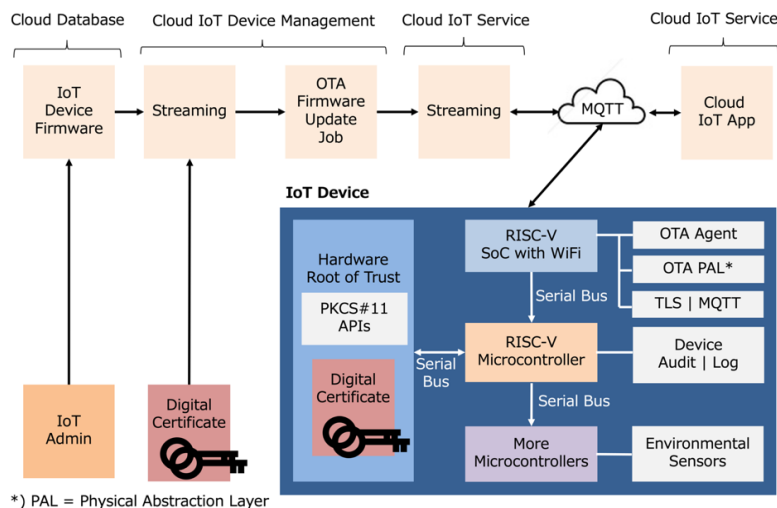 Cloud Database
Cloud IoT Device Management
Cloud IoT Service
Cloud IoT Service
IoT
Device
Firmware
Streaming
OTA
Firmware
Update
Job
Streaming
MQTT
Cloud
IoT App
IoT Device
Hardware
Root of Trust
PKCS#11
APIs
Digital
Certificate
RISC-V
SoC with WiFi
OTA Agent
OTA PAL*
TLS | MQTT
Serial Bus
Serial
Bus
RISC-V
Microcontroller
Device
Audit | Log
Serial Bus
More
Microcontrollers
Environmental
Sensors
IoT
Admin
Digital
Certificate
*) PAL = Physical Abstraction Layer